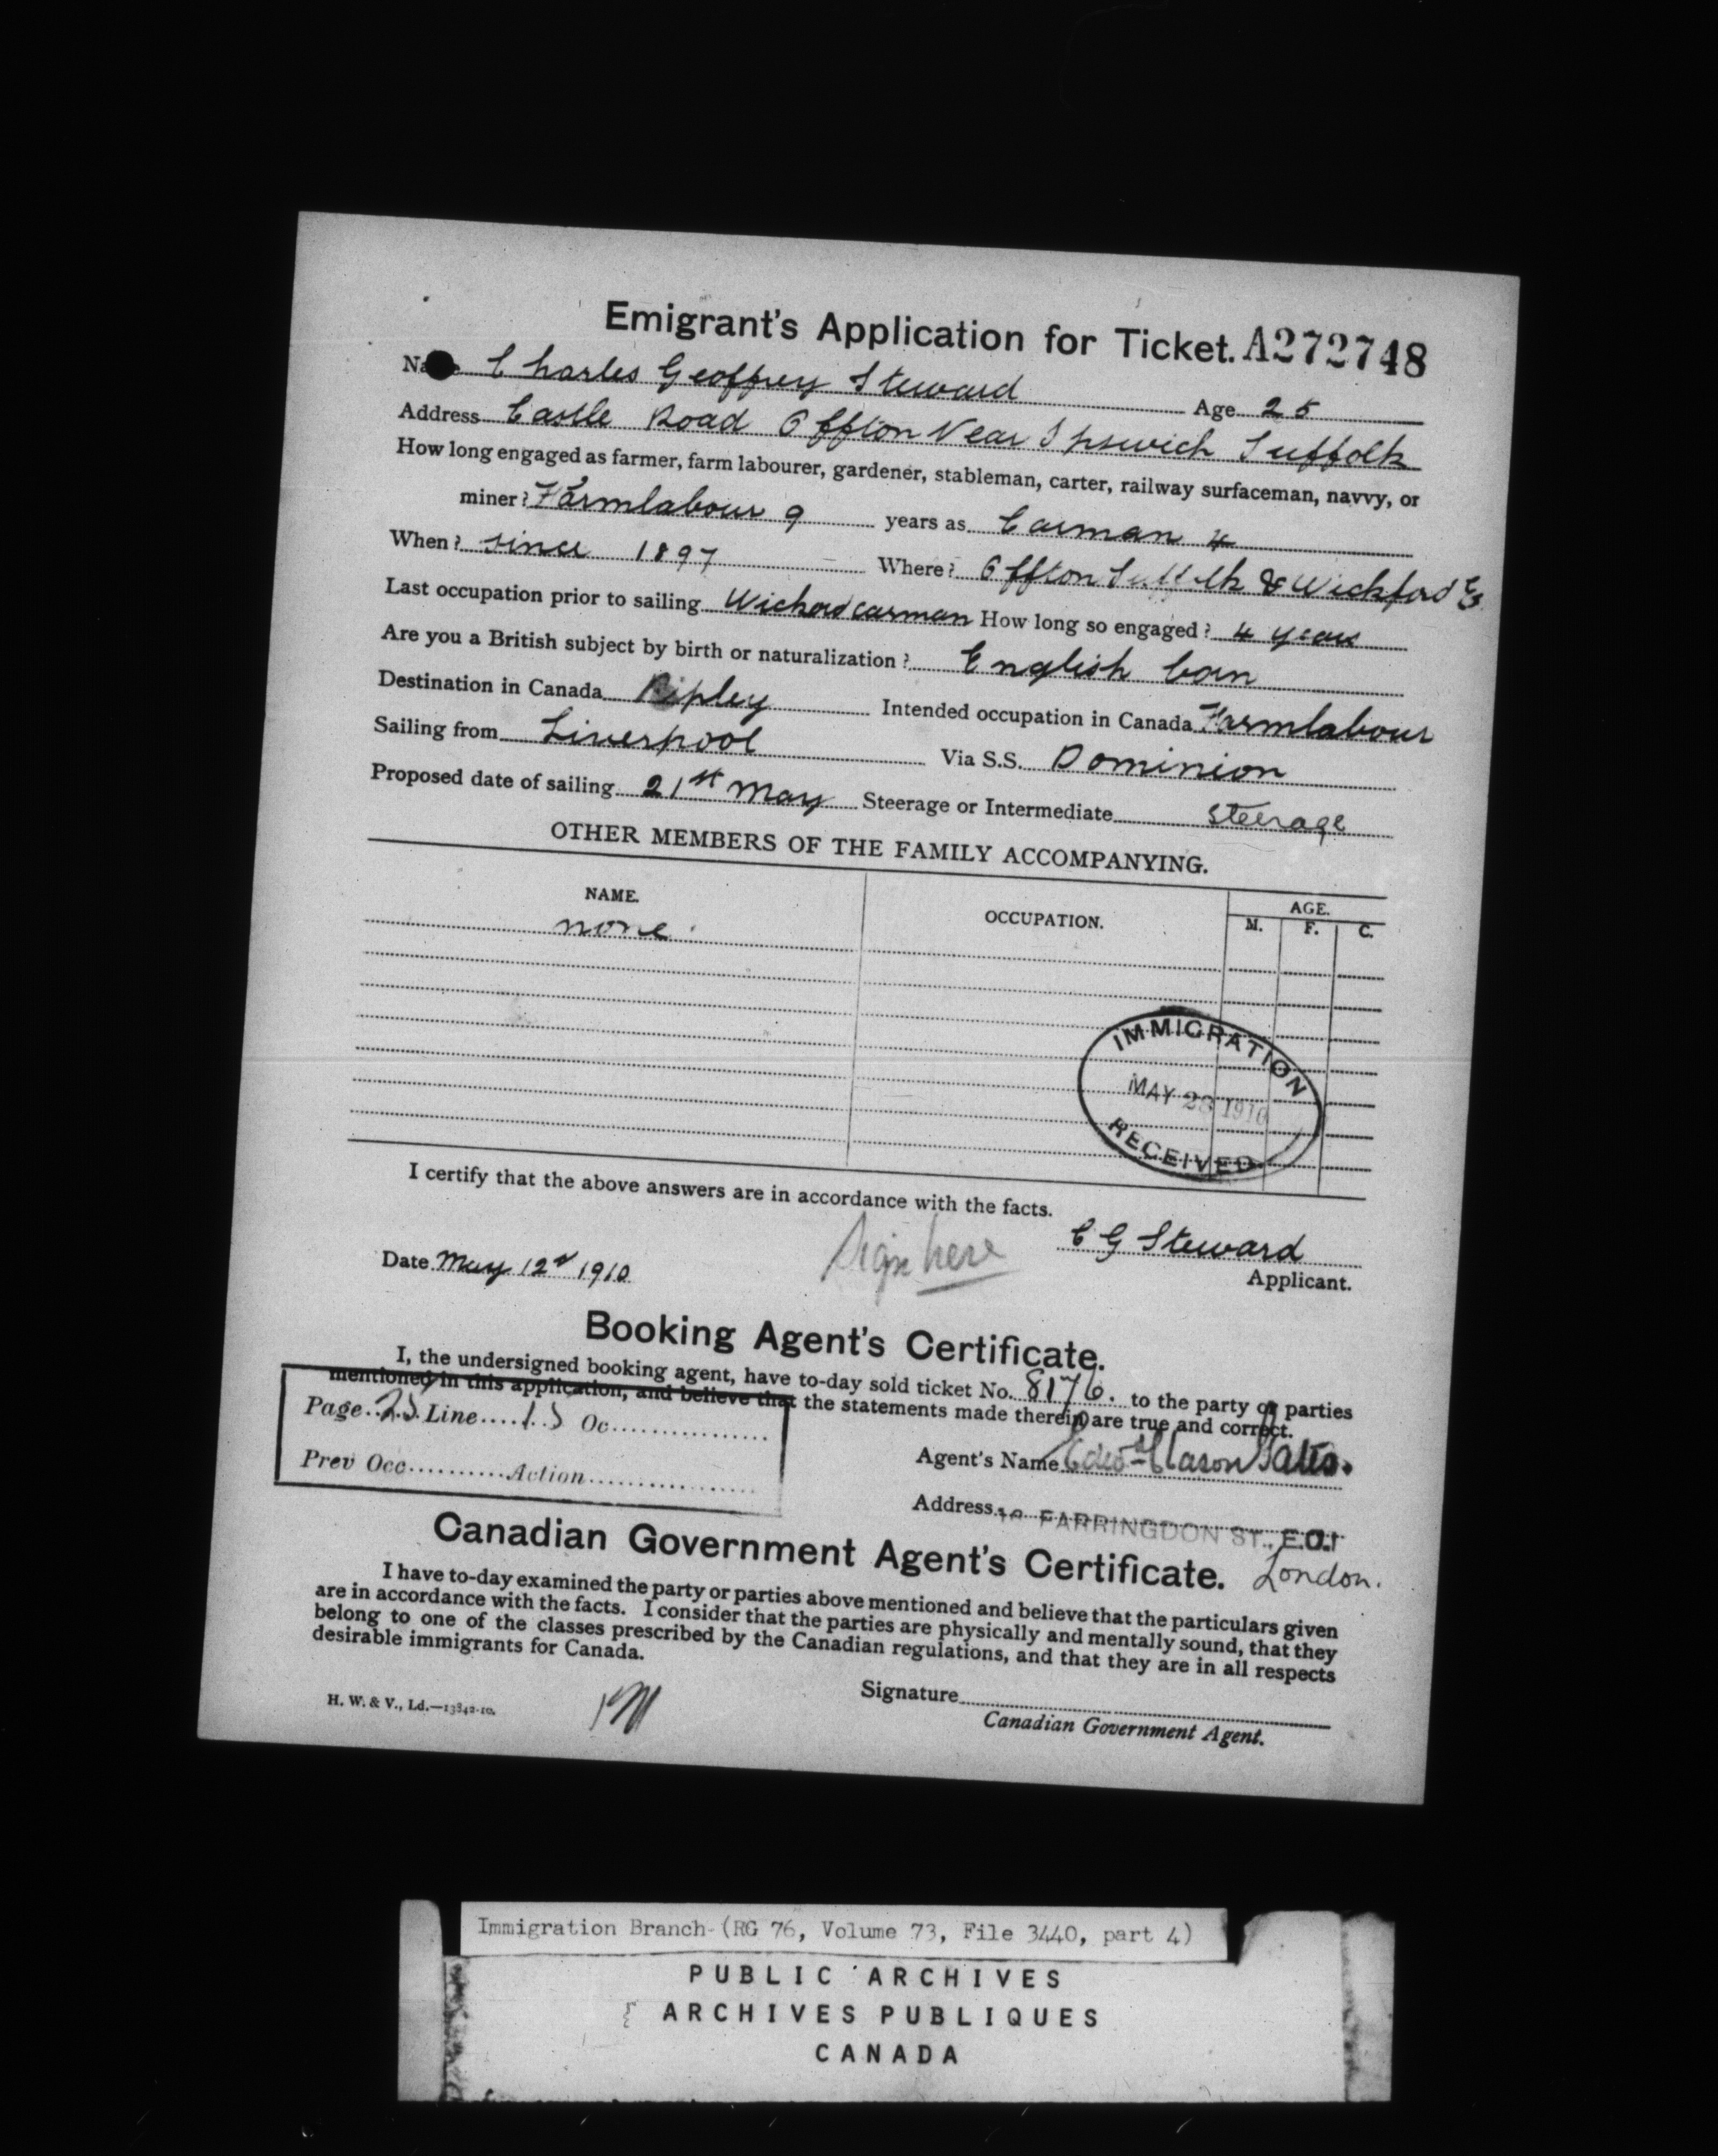 Emigrant's Application for Ticket. A272748
Name Charles Geoffrey Steward Age 25
Address Castle Road Offton Near Ipswich Suffolk
How long engaged as farmer, farm labourer, gardener, stableman, carter, railway surfaceman, navvy, or
miner? Farmlabour 9 years as Carman 4
When? since 1897 Where? Offton Suffolk & Wickford Es
Last occupation prior to sailing carman How long so engaged? 4 years
Are you a British subject by birth or naturalization? English born
Destination in Canada Ripley Intended occupation in Canada Farmlabour
Sailing from Liverpool Via S.S. Dominion
Proposed date of sailing 21st May Steerage or Intermediate Steerage
OTHER MEMBERS OF THE FAMILY ACCOMPANYING.
NAME. OCCUPATION. AGE.
M. F. C.
none
IMMIGRATION
MAY 28 1910
RECEIVED
I certify that the above answers are in accordance with the facts.
Sign here C G Steward
Date May 12 1910 Applicant.
Booking Agent's Certificate.
I, the undersigned booking agent, have to-day sold ticket No. 8176. to the party or parties
mentioned in this application, and believe that the statements made therein are true and correct.
Page 25 Line 15 Oc
Prev Occ Action
Agent's Name
Address 10 FARRINGDON ST., E.C.
London.
Canadian Government Agent's Certificate.
I have to-day examined the party or parties above mentioned and believe that the particulars given
are in accordance with the facts. I consider that the parties are physically and mentally sound, that they
belong to one of the classes prescribed by the Canadian regulations, and that they are in all respects
desirable immigrants for Canada.
Signature
Canadian Government Agent.
H. W. & V., Ld.—13842-10.
Immigration Branch (RG 76, Volume 73, File 3440, part 4)
PUBLIC ARCHIVES
ARCHIVES PUBLIQUES
CANADA